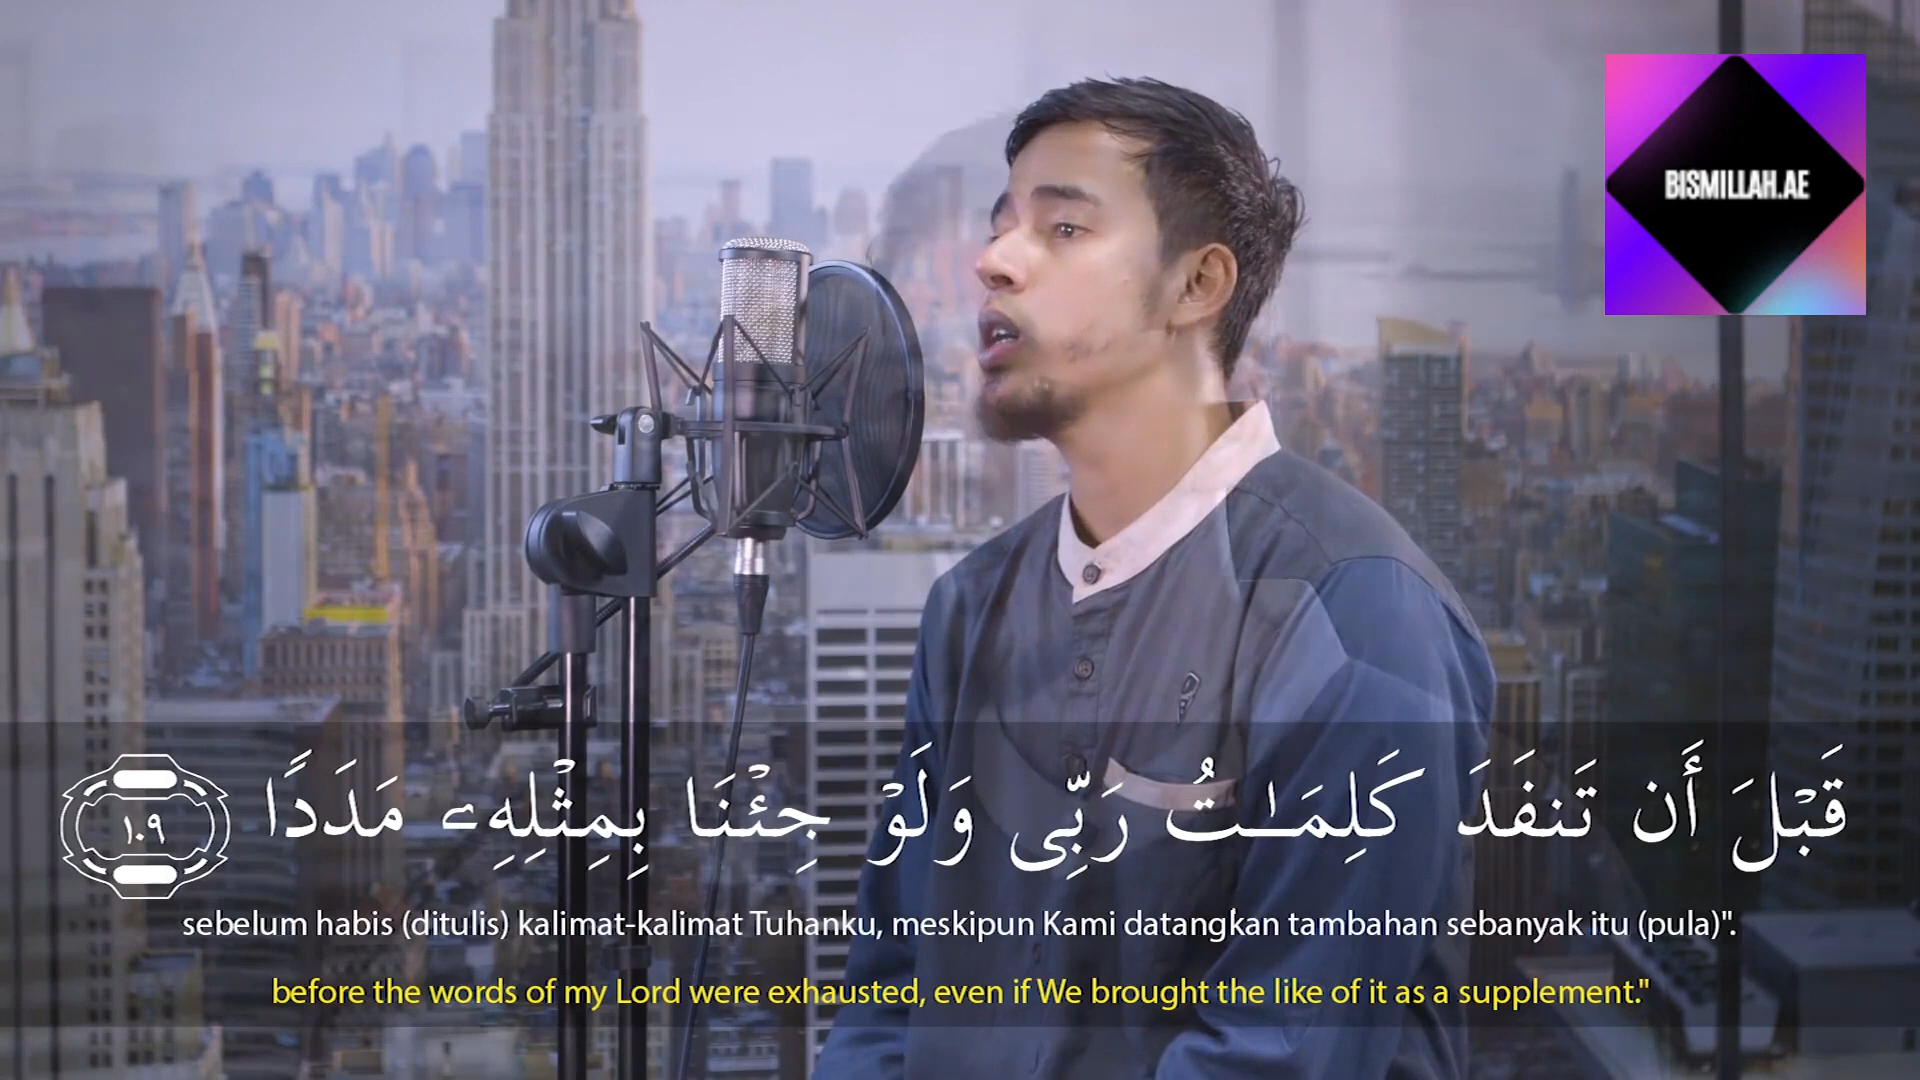 BISMILLAH.AE
قَبْلَ أَن تَنفَدَ كَلِمَـٰتُ رَبِّى وَلَوْ جِئْنَا بِمِثْلِهِۦ مَدَدًا ١٠٩
sebelum habis (ditulis) kalimat-kalimat Tuhanku, meskipun Kami datangkan tambahan sebanyak itu (pula)".
before the words of my Lord were exhausted, even if We brought the like of it as a supplement."